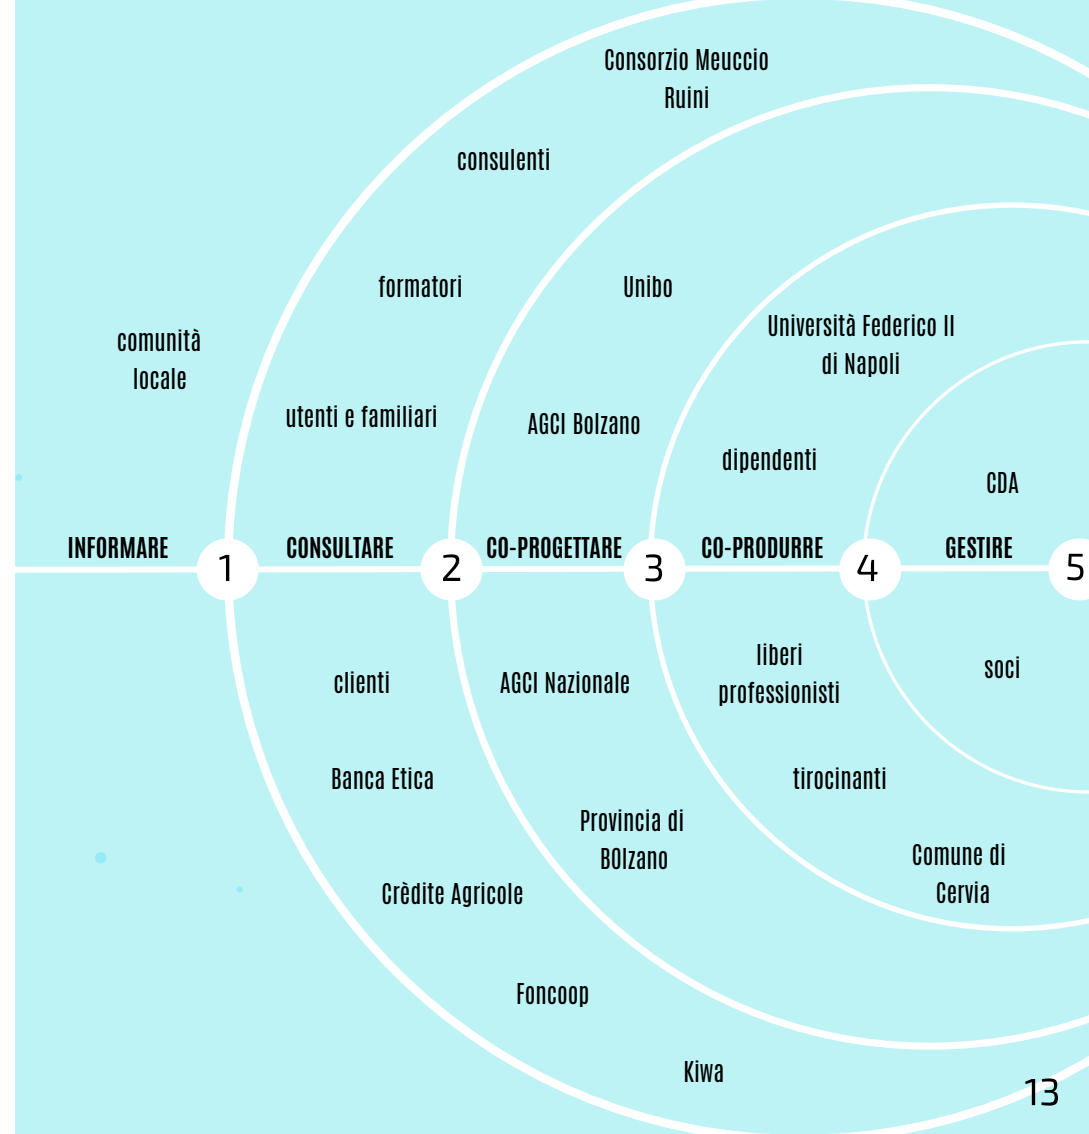 Consorzio Meuccio
Ruini
consulenti
formatori
Unibo
Università Federico II
di Napoli
comunità
locale
utenti e familiari
AGCI Bolzano
dipendenti
CDA
INFORMARE
1
CONSULTARE
2
CO-PROGETTARE
3
CO-PRODURRE
4
GESTIRE
5
liberi
professionisti
soci
clienti
AGCI Nazionale
Banca Etica
tirocinanti
Provincia di
BOlzano
Comune di
Cervia
Crèdite Agricole
Foncoop
Kiwa
13